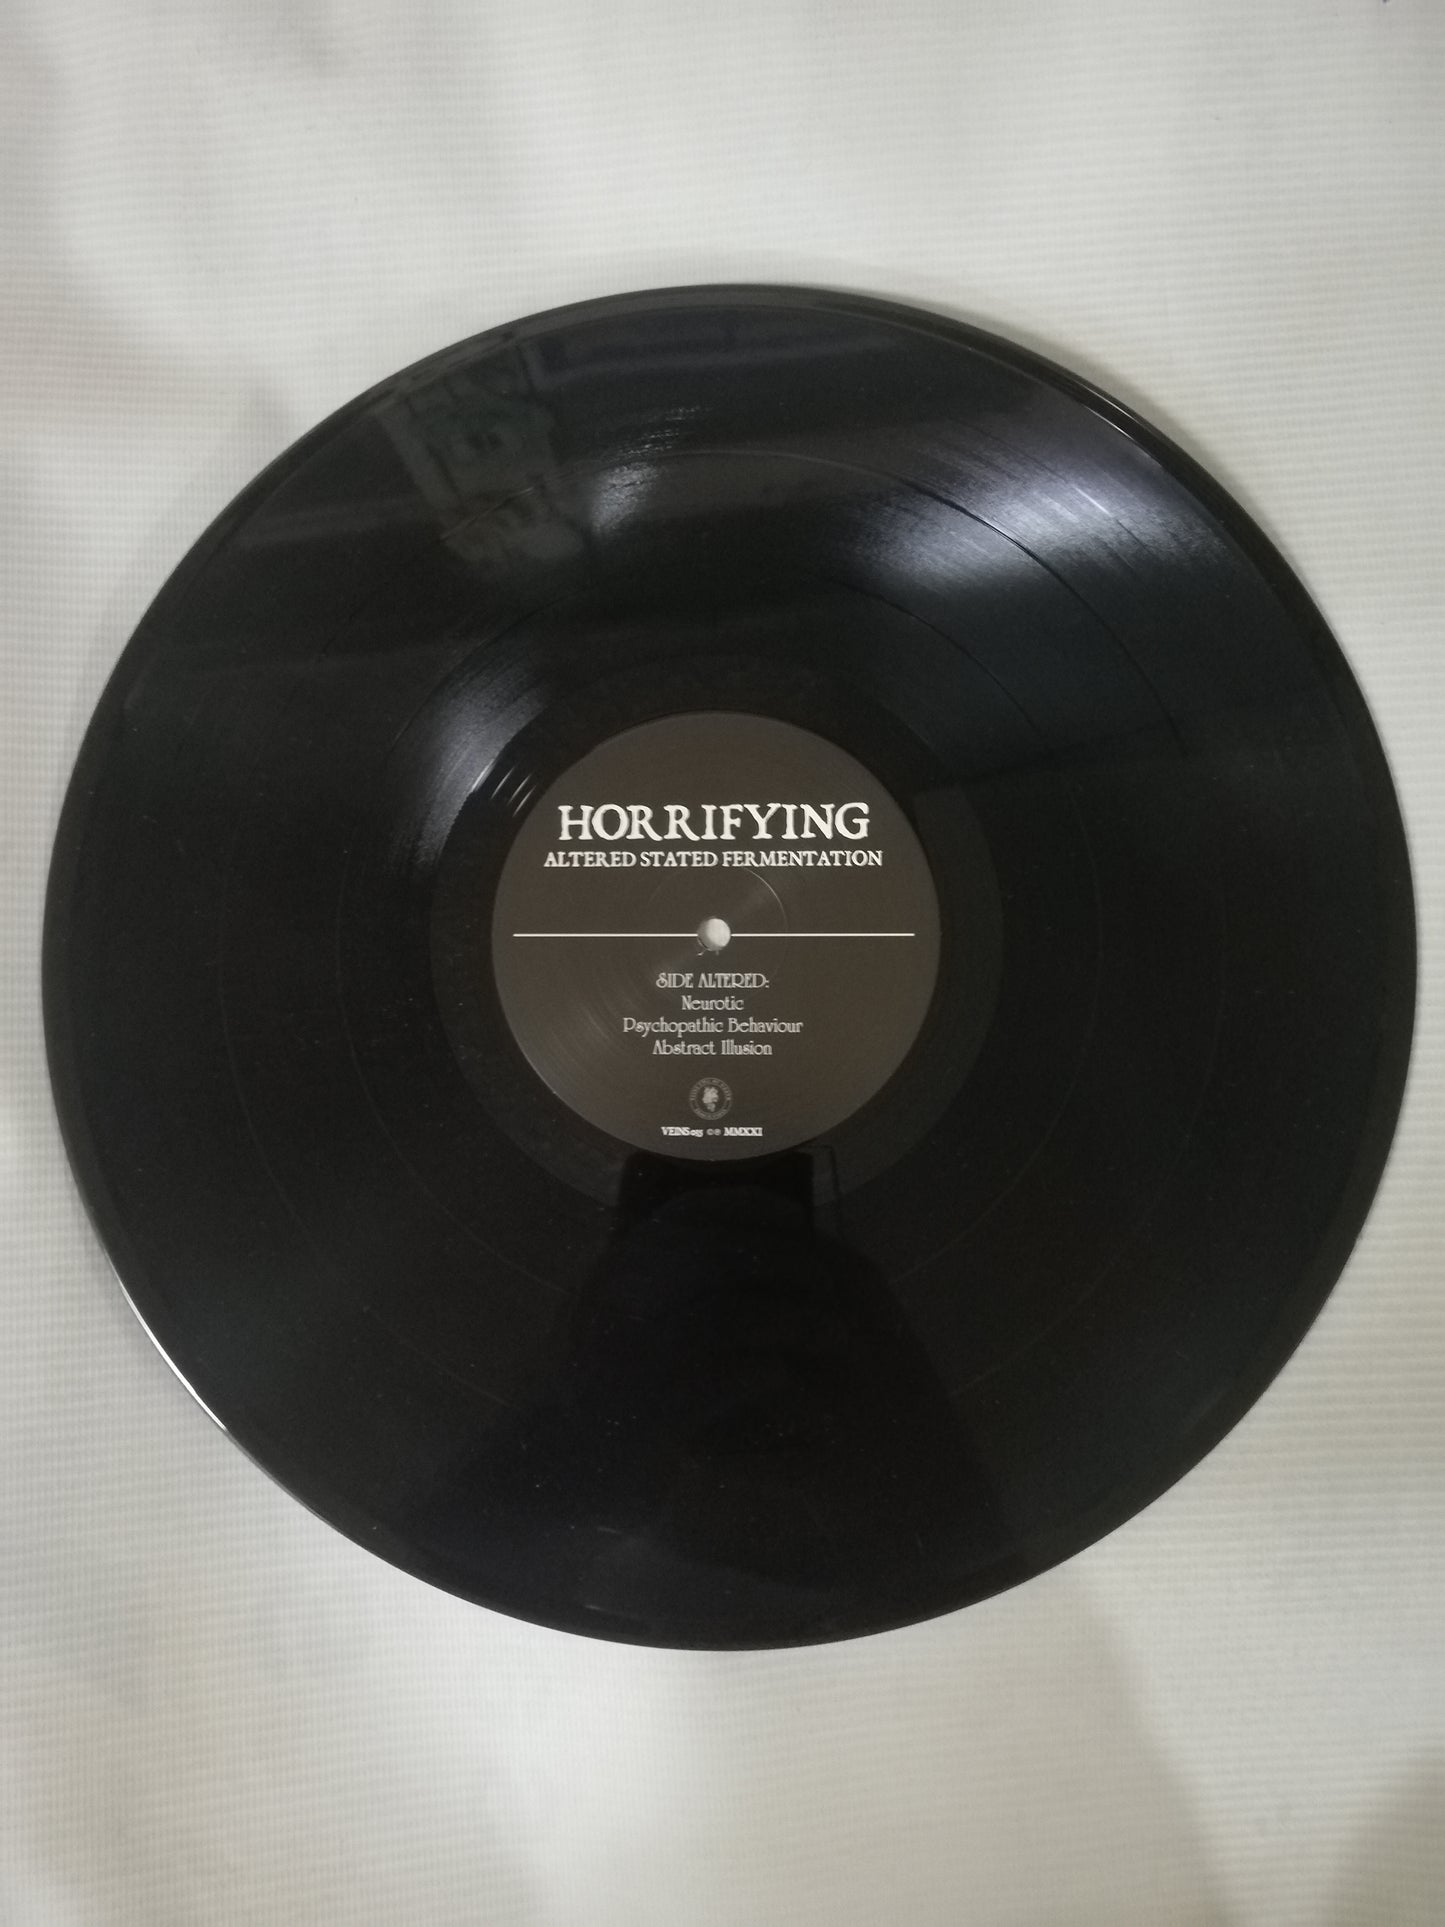 HORRIFYING
ALTERED STATED FERMENTATION
SIDE ALTERED:
Neurotic
Psychopathic Behaviour
Abstract Illusion
©℗ MMXXI